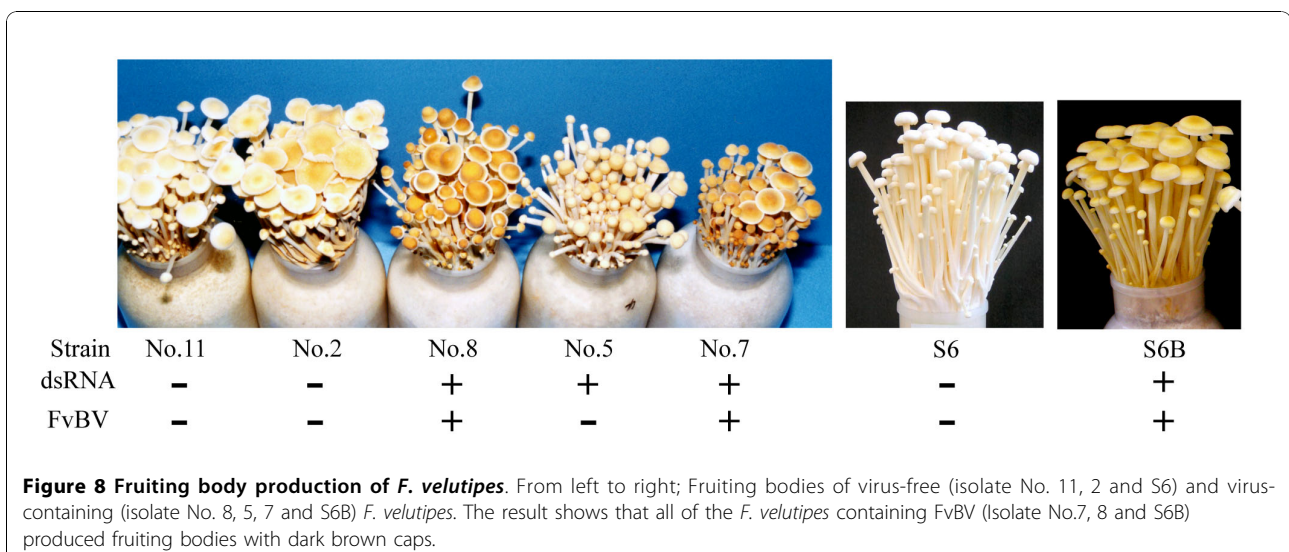 Strain No.11 No.2 No.8 No.5 No.7 S6 S6B
dsRNA - - + + + - +
FvBV - - + - + - +
Figure 8 Fruiting body production of F. velutipes. From left to right; Fruiting bodies of virus-free (isolate No. 11, 2 and S6) and virus-
containing (isolate No. 8, 5, 7 and S6B) F. velutipes. The result shows that all of the F. velutipes containing FvBV (Isolate No.7, 8 and S6B)
produced fruiting bodies with dark brown caps.